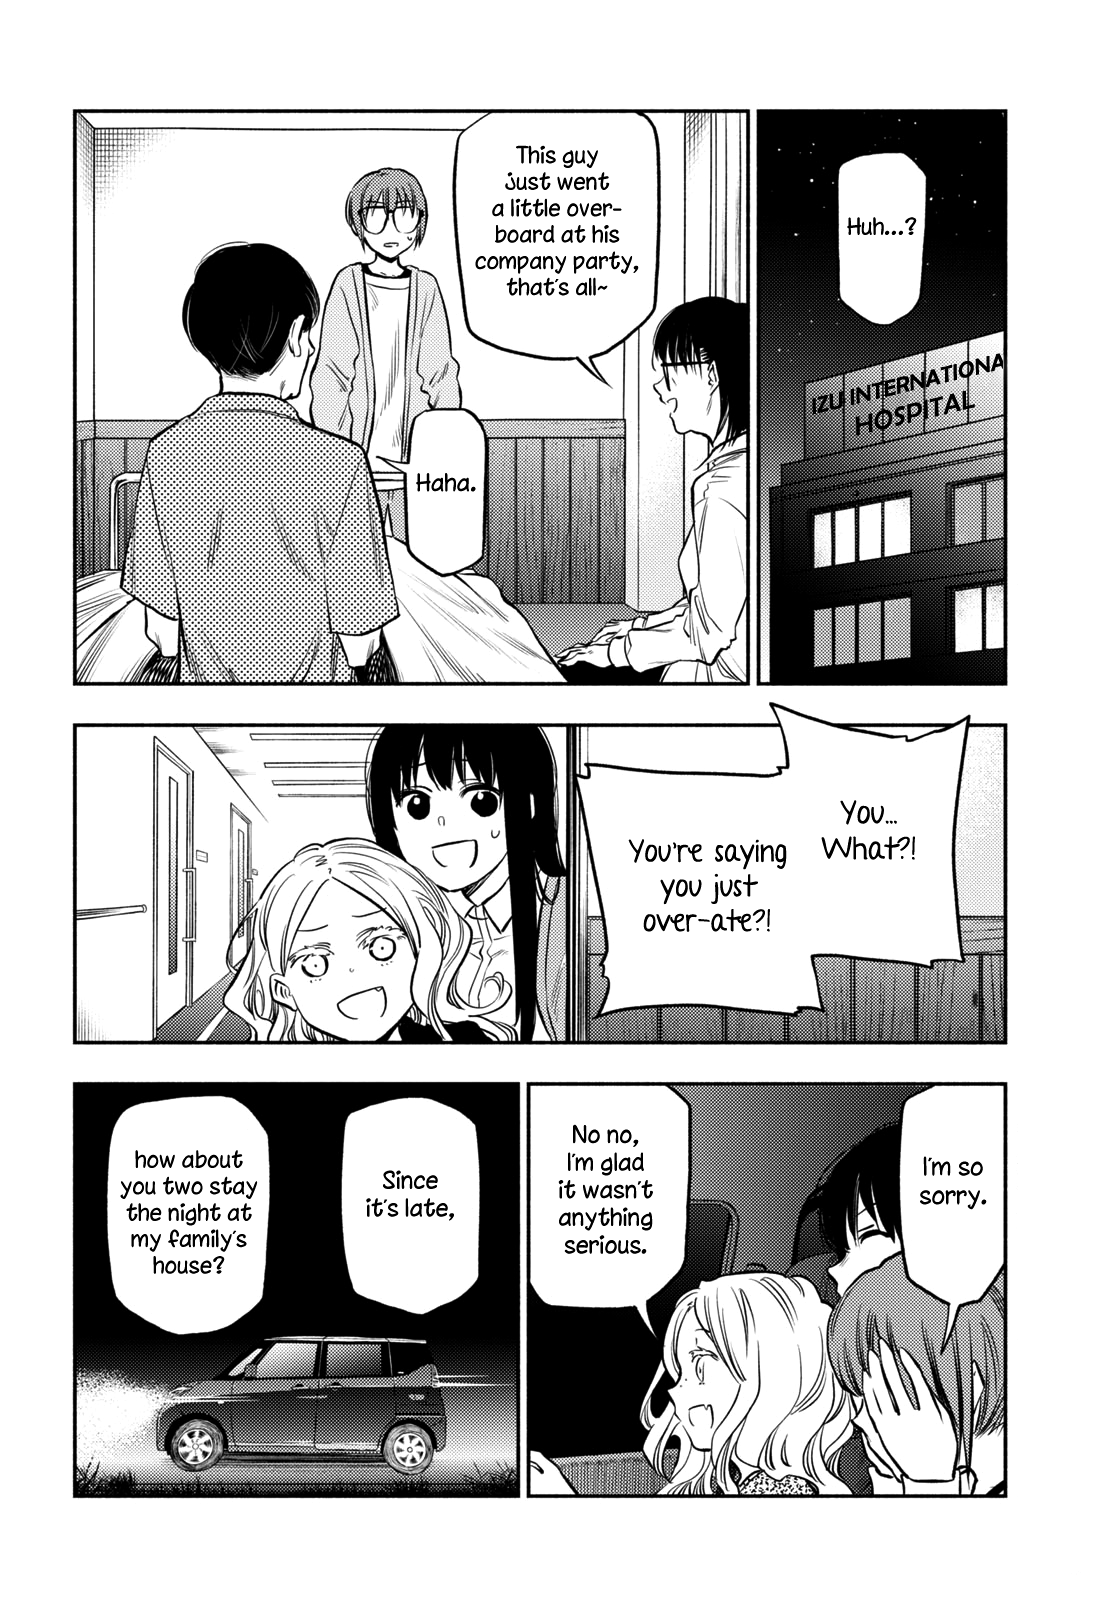 Huh...?
IZU INTERNATIONA
HOSPITAL
This guy
just went
a little over-
board at his
company party,
that's all~
Haha.
You...
What?!
You're saying
you just
over-ate?!
I'm so
sorry.
No no,
I'm glad
it wasn't
anything
serious.
Since
it's late,
how about
you two stay
the night at
my family's
house?